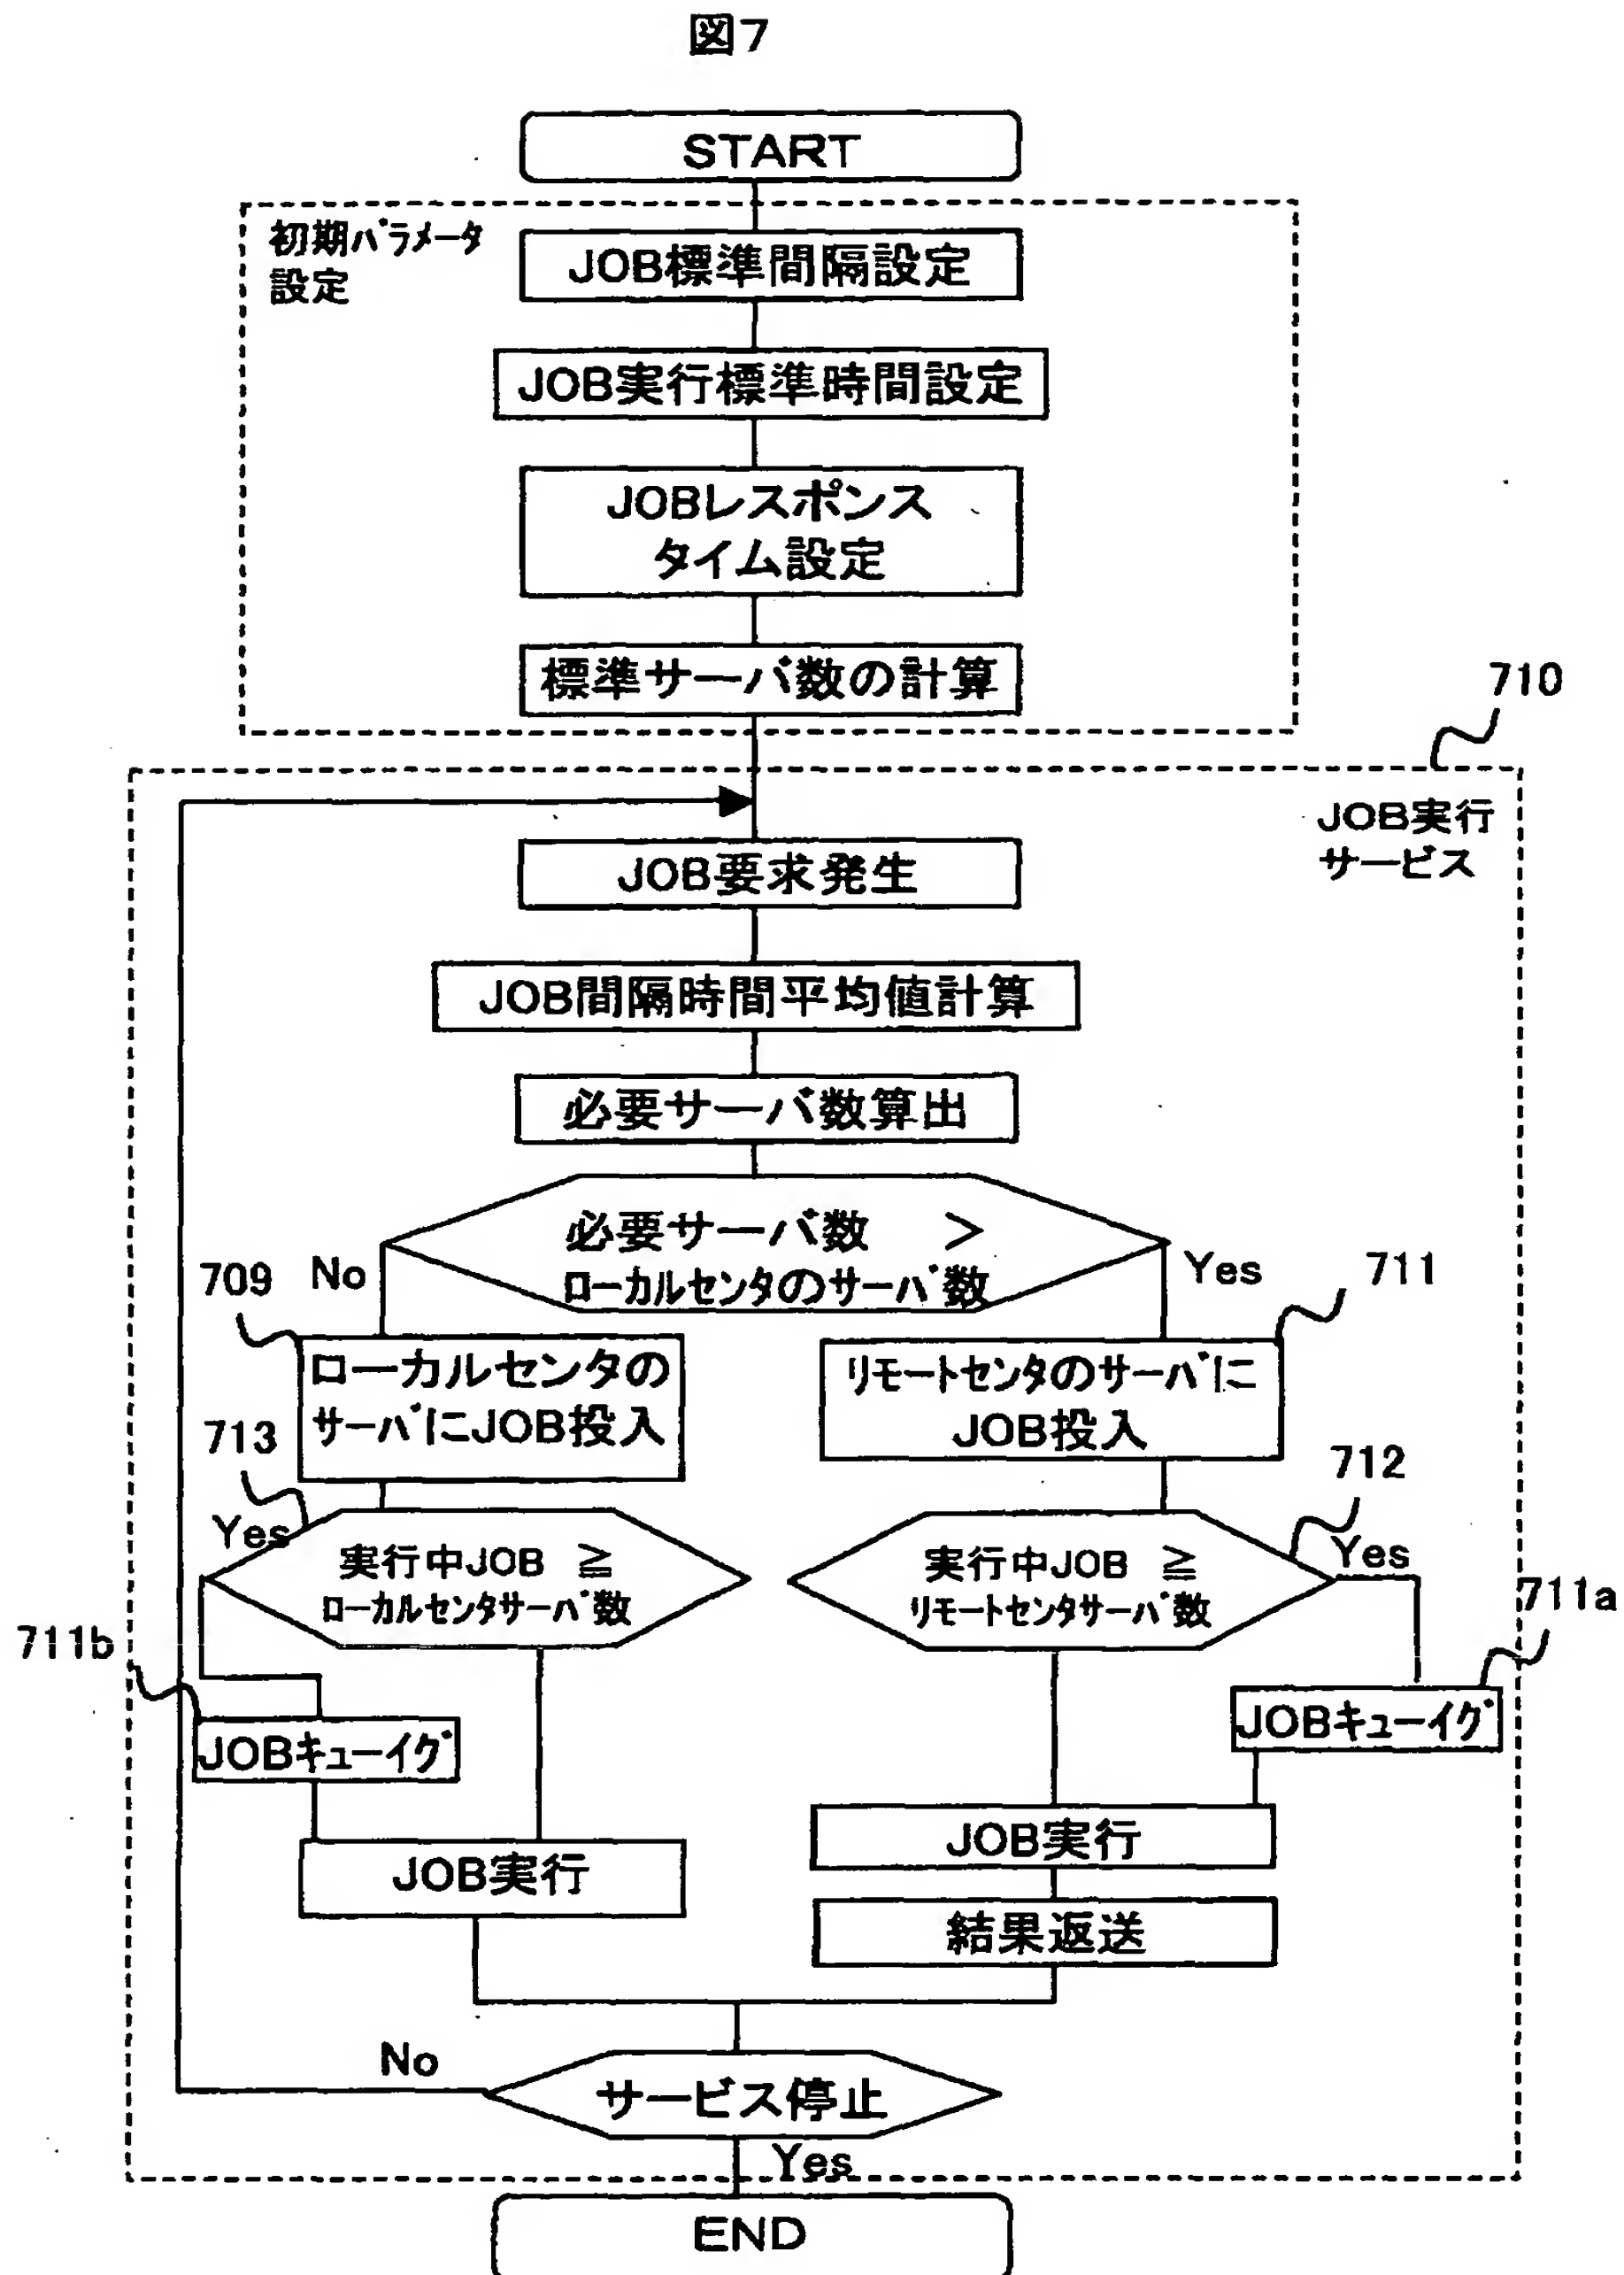 図7
START
初期パラメータ
設定
JOB標準間隔設定
JOB実行標準時間設定
JOBレスポンス
タイム設定
標準サーバ数の計算
710
JOB実行
サービス
JOB要求発生
JOB間隔時間平均値計算
必要サーバ数算出
必要サーバ数 >
ローカルセンタのサーバ数
No
Yes
709
711
ローカルセンタの
サーバにJOB投入
リモートセンタのサーバに
JOB投入
713
712
Yes
実行中JOB ≧
ローカルセンタサーバ数
実行中JOB ≧
リモートセンタサーバ数
Yes
711b
711a
JOBキューイグ
JOBキューイグ
JOB実行
JOB実行
結果返送
No
サービス停止
Yes
END